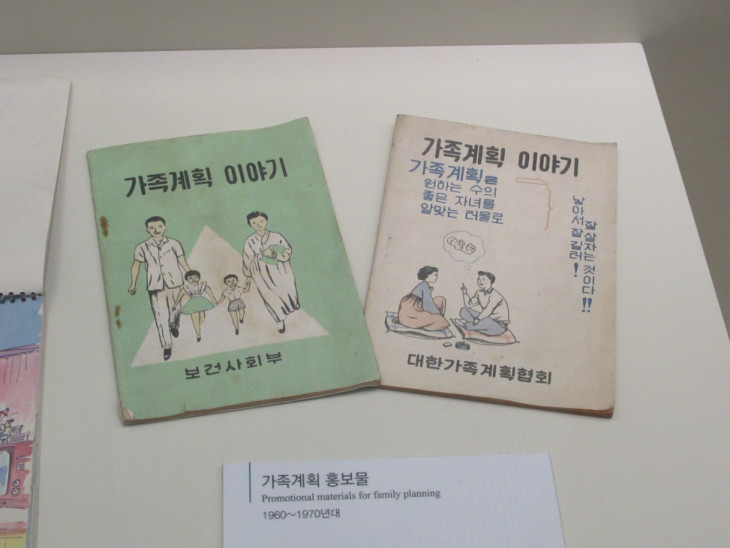 가족계획 이야기
보건사회부
가족계획 이야기
가족계획은
원하는 수의
좋은 자녀를
알맞는 터울로
낳아서 잘길러!
잘살자는 것이다!!
대한가족계획협회
가족계획 홍보물
Promotional materials for family planning
1960~1970년대